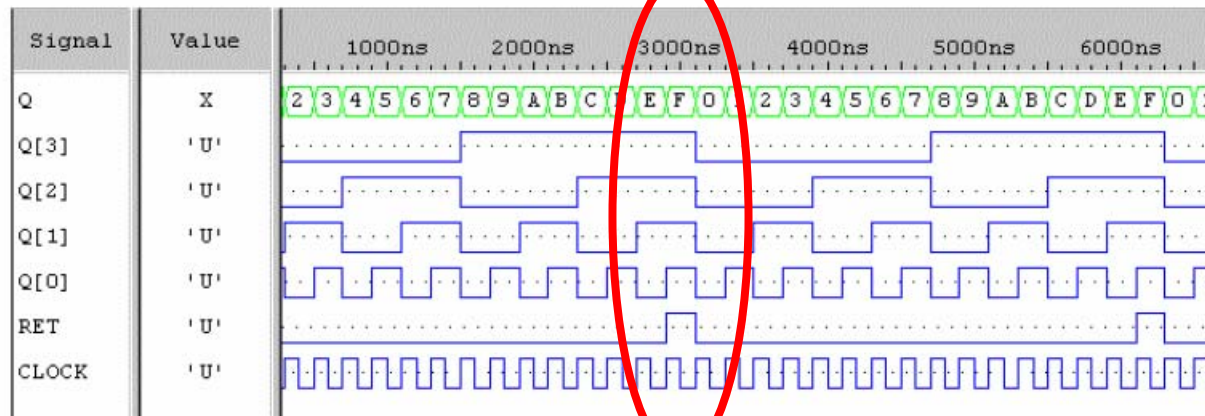 Signal Value 1000ns 2000ns 3000ns 4000ns 5000ns 6000ns
Q X 2 3 4 5 6 7 8 9 A B C D E F 0 1 2 3 4 5 6 7 8 9 A B C D E F 0
Q[3] 'U'
Q[2] 'U'
Q[1] 'U'
Q[0] 'U'
RET 'U'
CLOCK 'U'